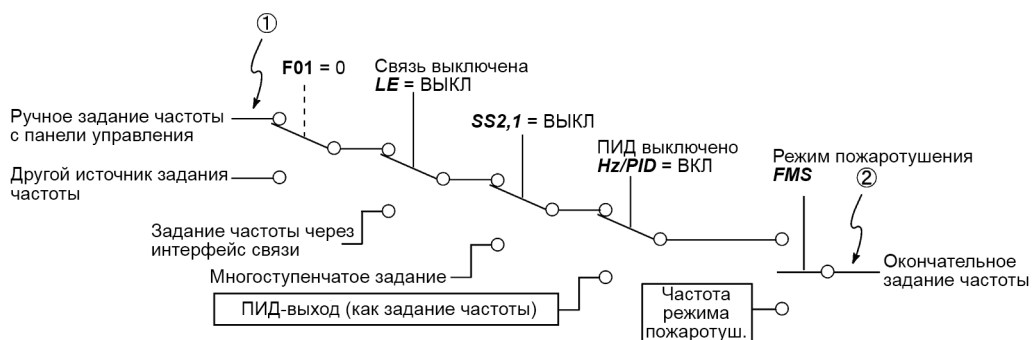 ①
F01 = 0
Связь выключена
LE = ВЫКЛ
Ручное задание частоты
с панели управления
SS2,1 = ВЫКЛ
ПИД выключено
Hz/PID = ВКЛ
Режим пожаротушения
FMS
②
Другой источник задания
частоты
Задание частоты через
интерфейс связи
Многоступенчатое задание
ПИД-выход (как задание частоты)
Частота
режима
пожаротуш.
Окончательное
задание частоты